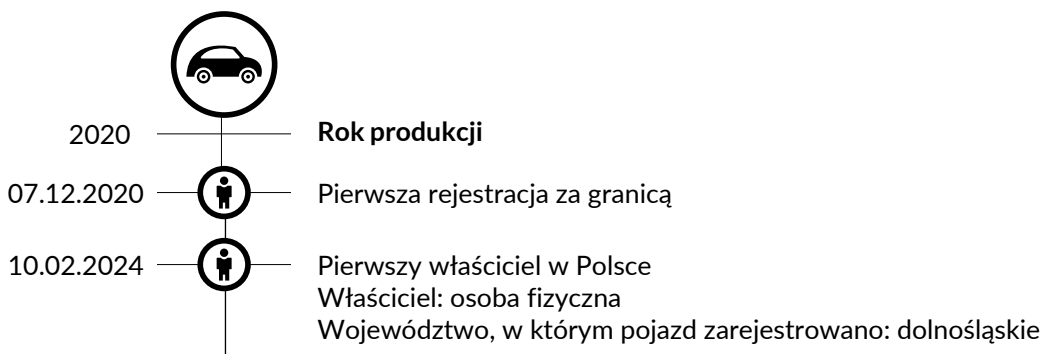 2020 Rok produkcji
07.12.2020 Pierwsza rejestracja za granicą
10.02.2024 Pierwszy właściciel w Polsce
Właściciel: osoba fizyczna
Województwo, w którym pojazd zarejestrowano: dolnośląskie